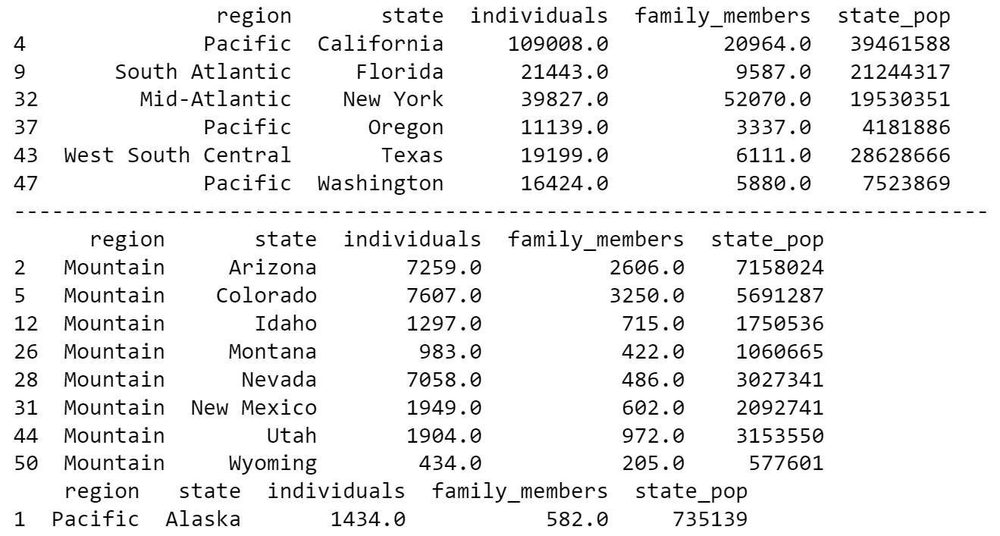 region       state  individuals  family_members  state_pop
4              Pacific  California     109008.0         20964.0   39461588
9       South Atlantic     Florida      21443.0          9587.0   21244317
32        Mid-Atlantic    New York      39827.0         52070.0   19530351
37             Pacific      Oregon      11139.0          3337.0    4181886
43  West South Central       Texas      19199.0          6111.0   28628666
47             Pacific  Washington      16424.0          5880.0    7523869
-----------------------------------------------------------------------------
      region       state  individuals  family_members  state_pop
2   Mountain     Arizona       7259.0          2606.0    7158024
5   Mountain    Colorado       7607.0          3250.0    5691287
12  Mountain       Idaho       1297.0           715.0    1750536
26  Mountain     Montana        983.0           422.0    1060665
28  Mountain      Nevada       7058.0           486.0    3027341
31  Mountain  New Mexico       1949.0           602.0    2092741
44  Mountain        Utah       1904.0           972.0    3153550
50  Mountain     Wyoming        434.0           205.0     577601
    region   state  individuals  family_members  state_pop
1  Pacific  Alaska       1434.0           582.0     735139